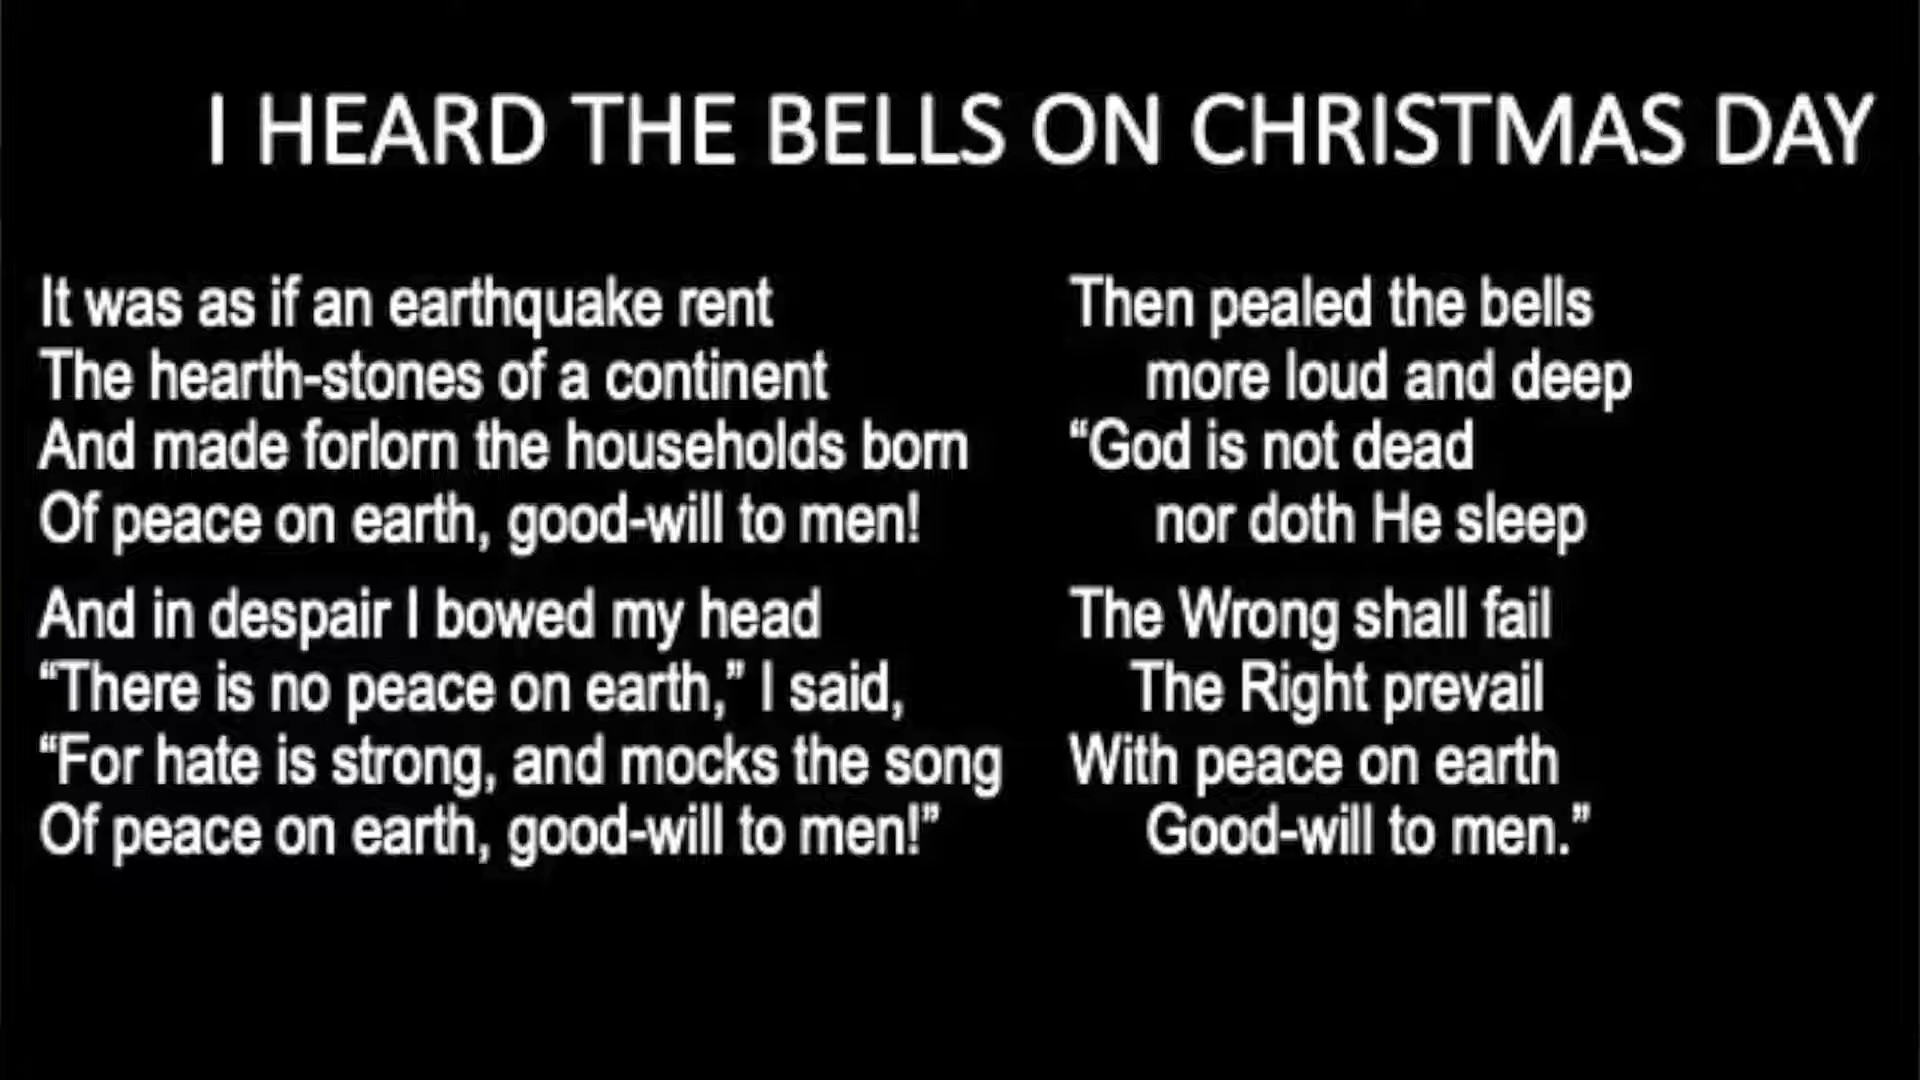 I HEARD THE BELLS ON CHRISTMAS DAY
It was as if an earthquake rent
The hearth-stones of a continent
And made forlorn the households born
Of peace on earth, good-will to men!
And in despair I bowed my head
“There is no peace on earth,” I said,
“For hate is strong, and mocks the song
Of peace on earth, good-will to men!”
Then pealed the bells
more loud and deep
“God is not dead
nor doth He sleep
The Wrong shall fail
The Right prevail
With peace on earth
Good-will to men.”